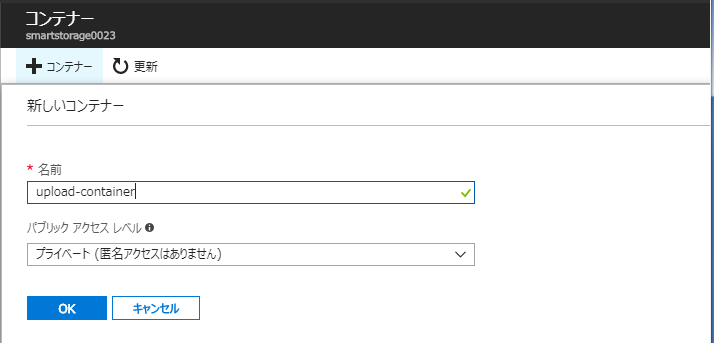 コンテナー
smartstorage0023
コンテナー 更新
新しいコンテナー
* 名前
upload-container
パブリック アクセス レベル
プライベート (匿名アクセスはありません)
OK キャンセル